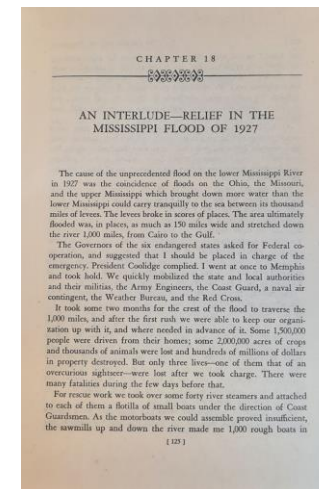 CHAPTER 18
AN INTERLUDE—RELIEF IN THE
MISSISSIPPI FLOOD OF 1927
The cause of the unprecedented flood on the lower Mississippi River
in 1927 was the coincidence of floods on the Ohio, the Missouri,
and the upper Mississippi which brought down more water than the
lower Mississippi could carry tranquilly to the sea between its thousand
miles of levees. The levees broke in scores of places. The area ultimately
flooded was, in places, as much as 150 miles wide and stretched down
the river 1,000 miles, from Cairo to the Gulf.
The Governors of the six endangered states asked for Federal co-
operation, and suggested that I should be placed in charge of the
emergency. President Coolidge complied. I went at once to Memphis
and took hold. We quickly mobilized the state and local authorities
and their militias, the Army Engineers, the Coast Guard, a naval air
contingent, the Weather Bureau, and the Red Cross.
It took some two months for the crest of the flood to traverse the
1,000 miles, and after the first rush we were able to keep our organi-
zation up with it, and where needed in advance of it. Some 1,500,000
people were driven from their homes; some 2,000,000 acres of crops
and thousands of animals were lost and hundreds of millions of dollars
in property destroyed. But only three lives—one of them that of an
overcurious sightseer—were lost after we took charge. There were
many fatalities during the few days before that.
For rescue work we took over some forty river steamers and attached
to each of them a flotilla of small boats under the direction of Coast
Guardsmen. As the motorboats we could assemble proved insufficient,
the sawmills up and down the river made me 1,000 rough boats in
[ 125 ]